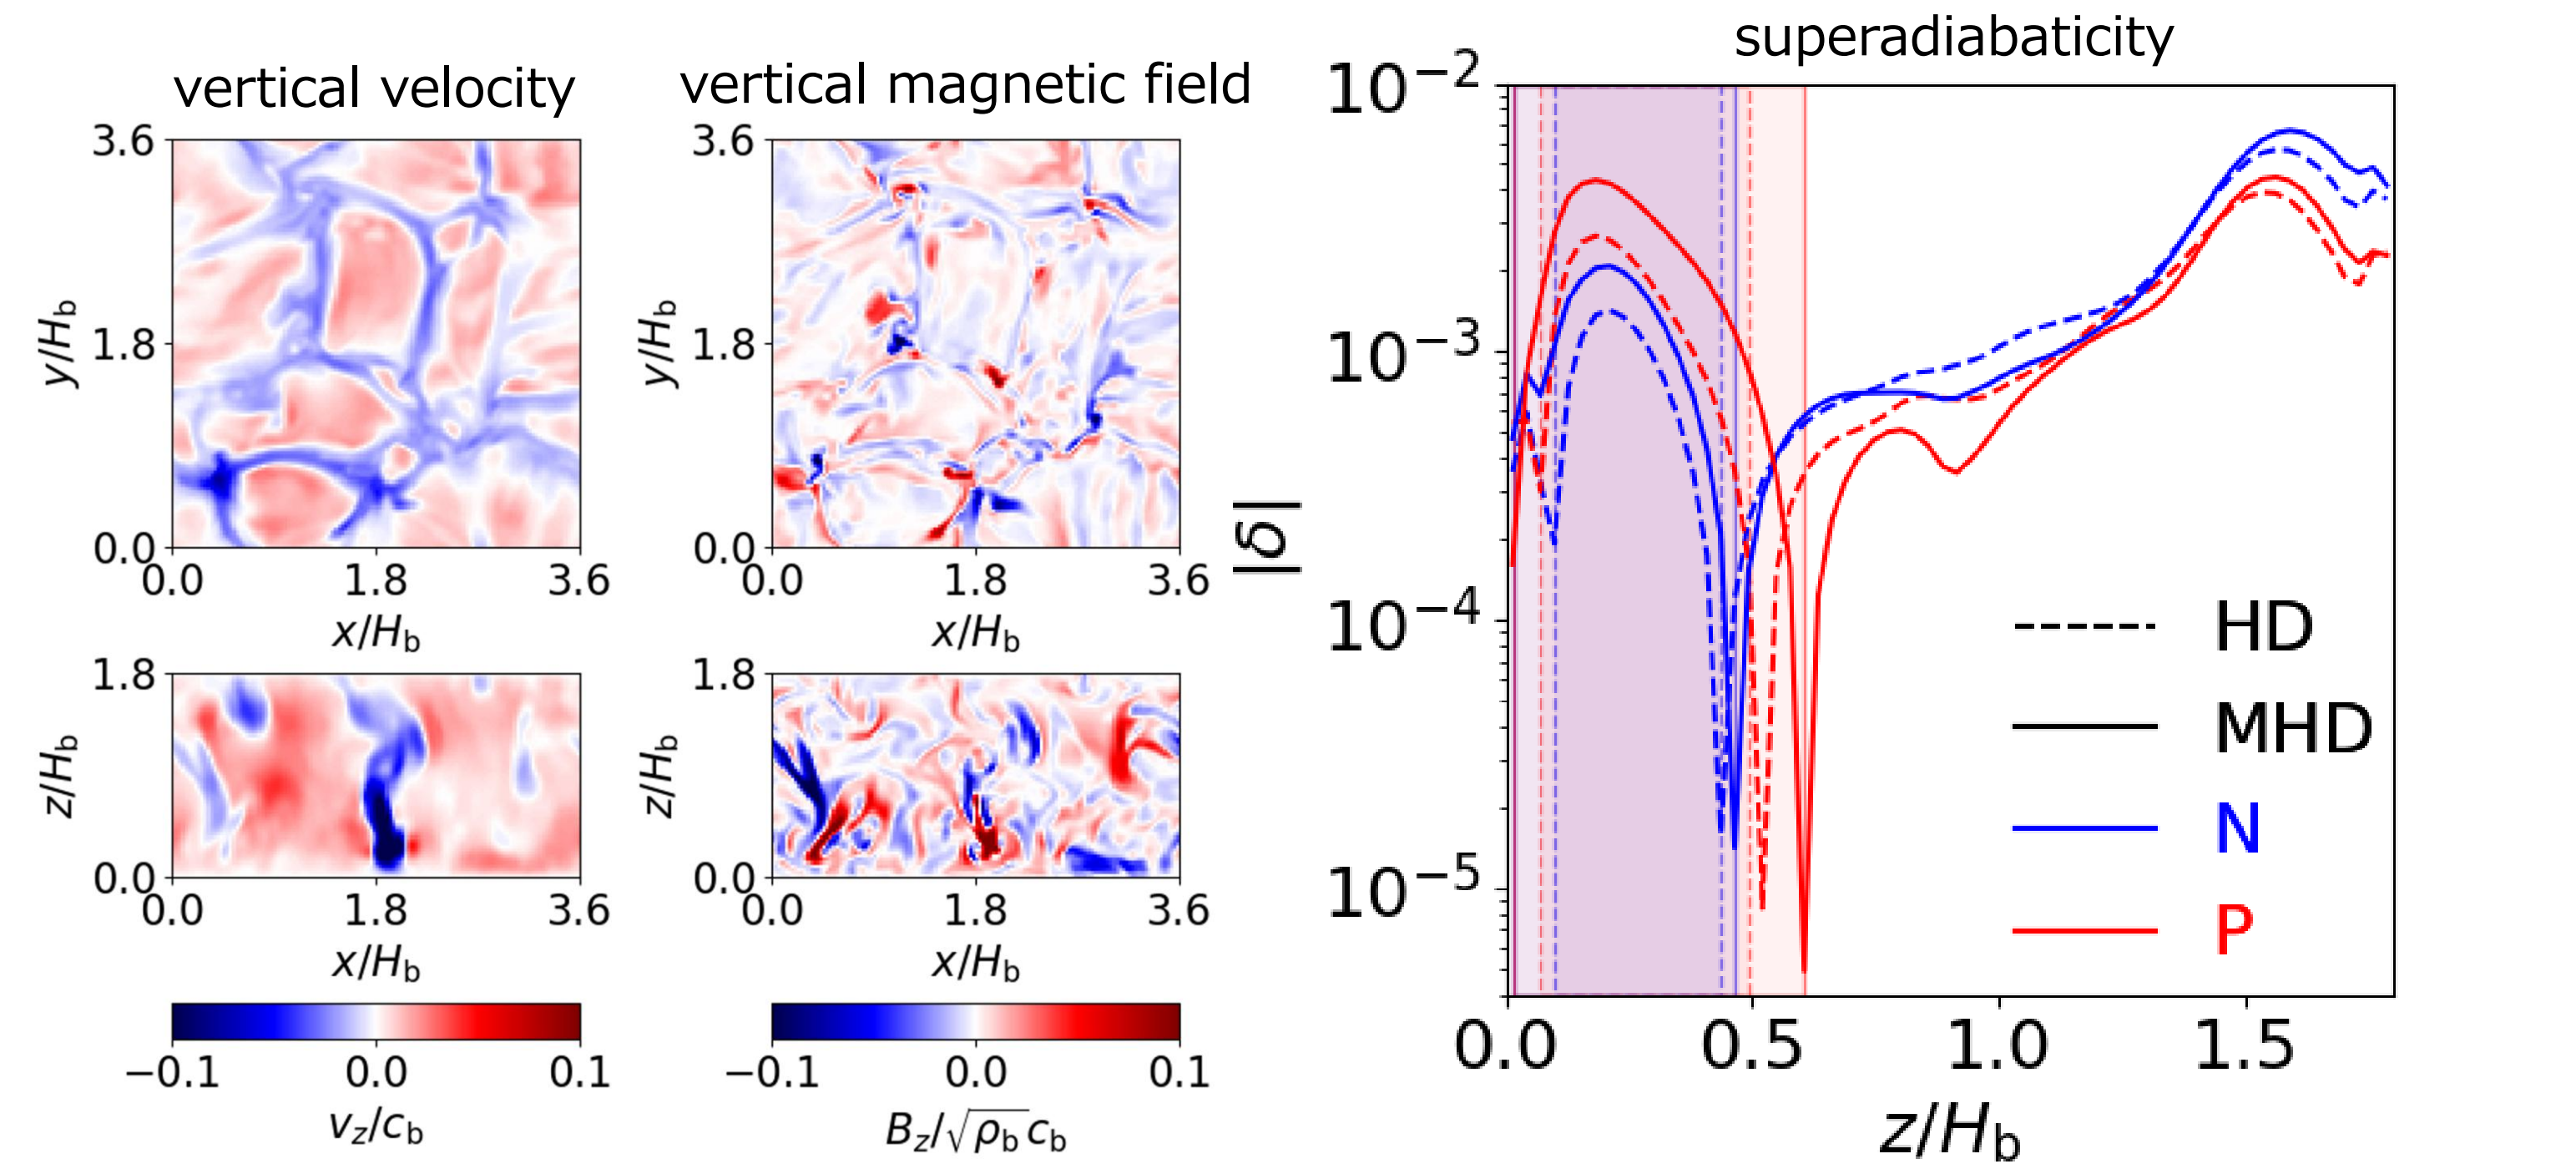 vertical velocity
3.6
1.8
0.0
y/H_b
0.0 1.8 3.6
x/H_b
1.8
0.0
z/H_b
0.0 1.8 3.6
x/H_b
−0.1 0.0 0.1
v_z/c_b
vertical magnetic field
3.6
1.8
0.0
y/H_b
0.0 1.8 3.6
x/H_b
1.8
0.0
z/H_b
0.0 1.8 3.6
x/H_b
−0.1 0.0 0.1
B_z/√ρ_b c_b
superadiabaticity
10^−2
10^−3
10^−4
10^−5
|δ|
HD
MHD
N
P
0.0 0.5 1.0 1.5
z/H_b